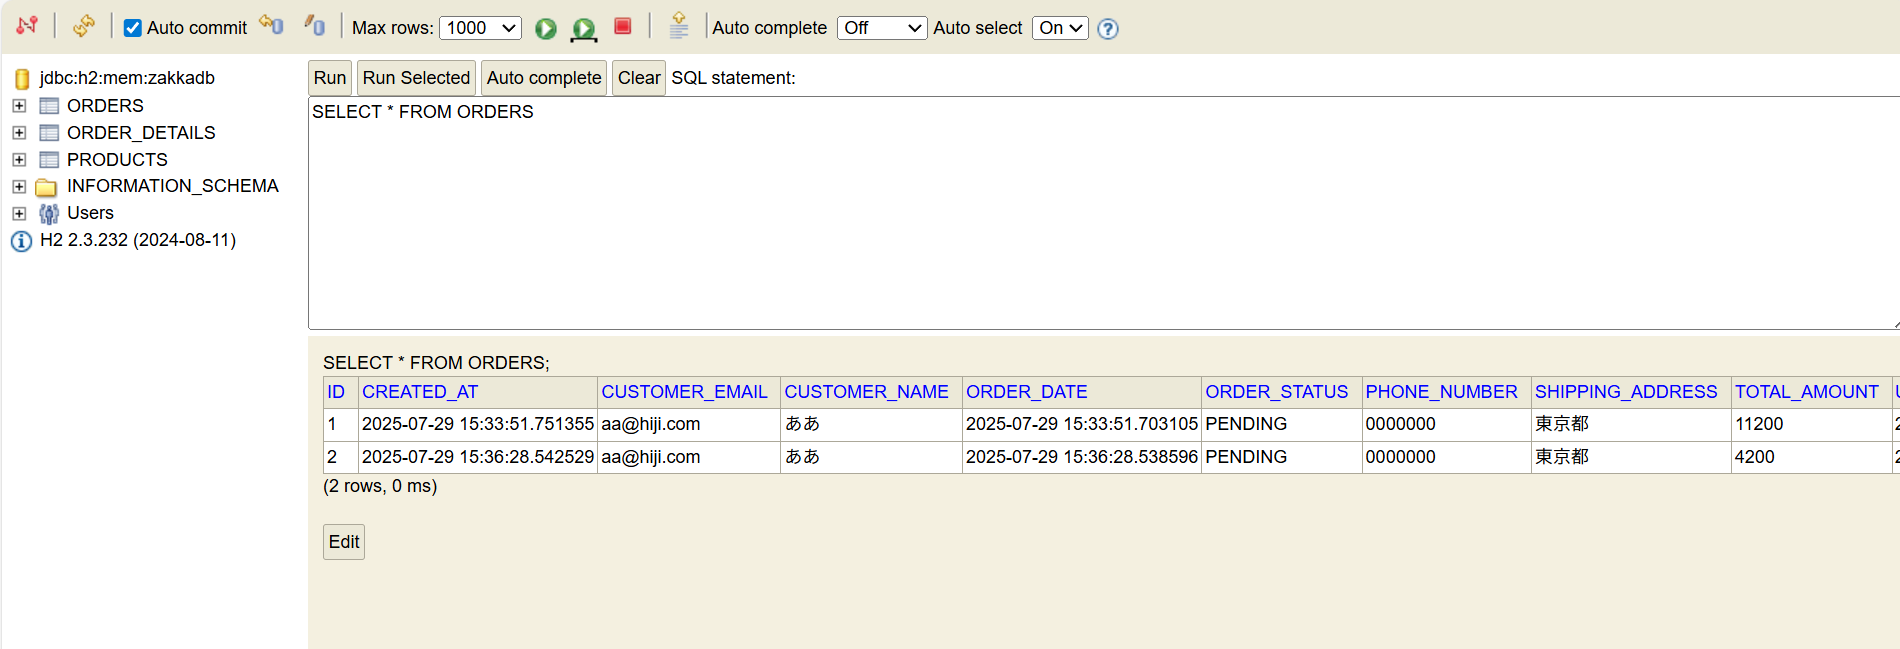 Auto commit Max rows: 1000 Auto complete Off Auto select On
jdbc:h2:mem:zakkadb
ORDERS
ORDER_DETAILS
PRODUCTS
INFORMATION_SCHEMA
Users
H2 2.3.232 (2024-08-11)
Run Run Selected Auto complete Clear SQL statement:
SELECT * FROM ORDERS
SELECT * FROM ORDERS;
ID CREATED_AT CUSTOMER_EMAIL CUSTOMER_NAME ORDER_DATE ORDER_STATUS PHONE_NUMBER SHIPPING_ADDRESS TOTAL_AMOUNT
1 2025-07-29 15:33:51.751355 aa@hiji.com ああ 2025-07-29 15:33:51.703105 PENDING 0000000 東京都 11200
2 2025-07-29 15:36:28.542529 aa@hiji.com ああ 2025-07-29 15:36:28.538596 PENDING 0000000 東京都 4200
(2 rows, 0 ms)
Edit